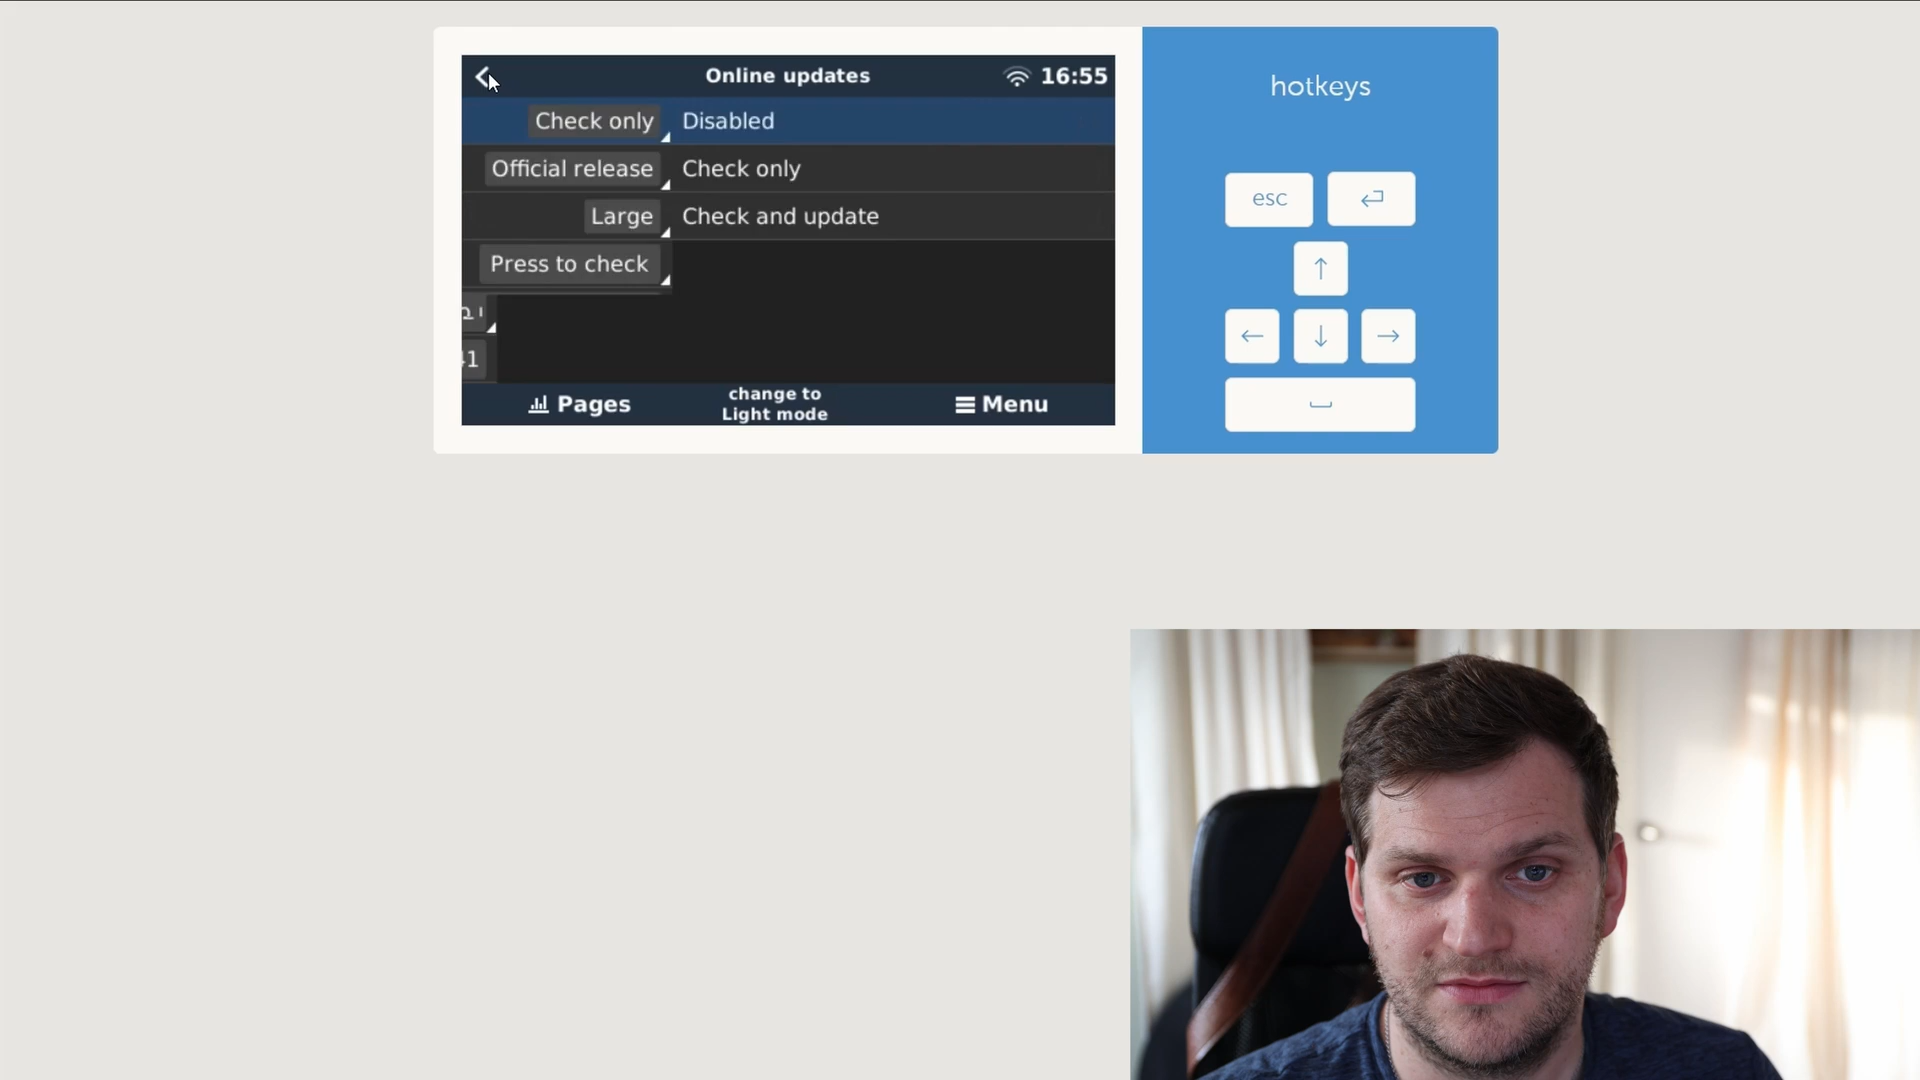 Online updates
16:55
Check only
Disabled
Official release
Check only
Large
Check and update
Press to check
41
Pages
change to
Light mode
Menu
hotkeys
esc